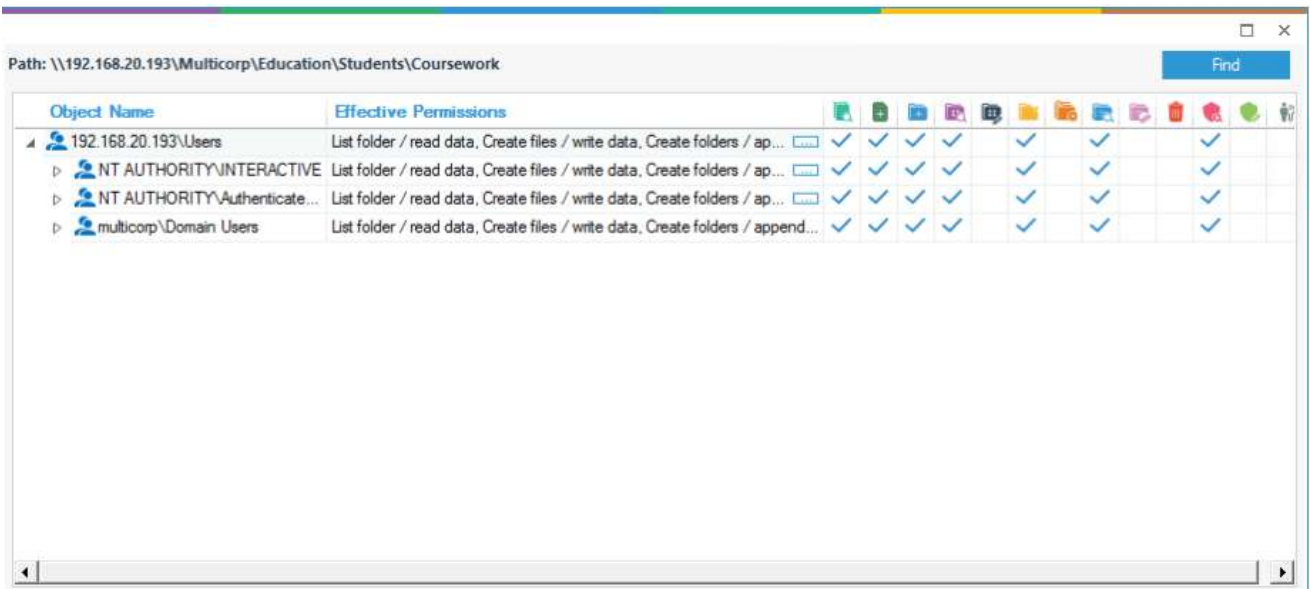 Path: \\192.168.20.193\Multicorp\Education\Students\Coursework
Find
Object Name Effective Permissions
192.168.20.193\Users List folder / read data, Create files / write data, Create folders / ap...
NT AUTHORITY\INTERACTIVE List folder / read data, Create files / write data, Create folders / ap...
NT AUTHORITY\Authenticate... List folder / read data, Create files / write data, Create folders / ap...
multicorp\Domain Users List folder / read data, Create files / write data, Create folders / append...